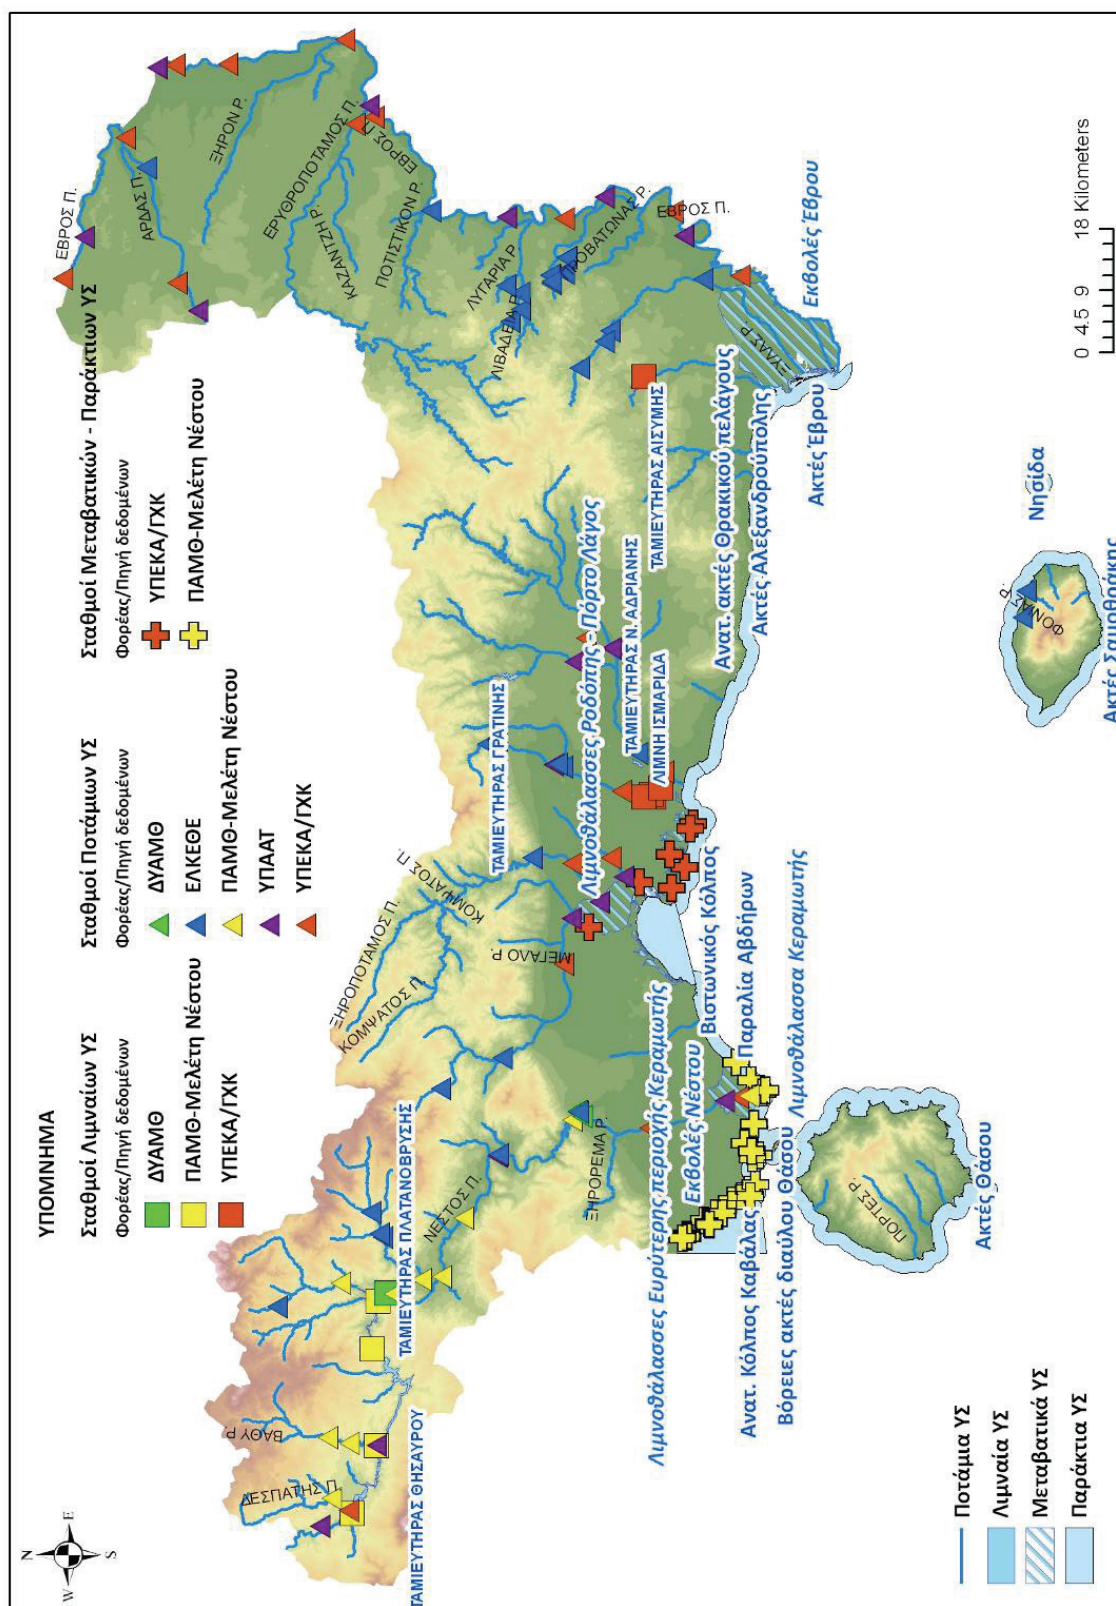 ΥΠΟΜΝΗΜΑ
Σταθμοί Λιμναίων ΥΣ
Φορέας/Πηγή δεδομένων
ΔΥΑΜΘ
ΠΑΜΘ-Μελέτη Νέστου
ΥΠΕΚΑ/ΓΧΚ
Σταθμοί Ποτάμιων ΥΣ
Φορέας/Πηγή δεδομένων
ΔΥΑΜΘ
ΕΛΚΕΘΕ
ΠΑΜΘ-Μελέτη Νέστου
ΥΠΑΑΤ
ΥΠΕΚΑ/ΓΧΚ
Σταθμοί Μεταβατικών - Παράκτιων ΥΣ
Φορέας/Πηγή δεδομένων
ΥΠΕΚΑ/ΓΧΚ
ΠΑΜΘ-Μελέτη Νέστου
N
W
E
S
ΕΒΡΟΣ Π.
ΑΡΔΑΣ Π.
ΞΗΡΟΝ Ρ.
ΕΡΥΘΡΟΠΟΤΑΜΟΣ Π.
ΕΒΡΟΣ Π.
ΚΑΖΑΝΤΖΗ Ρ.
ΠΟΤΙΣΤΙΚΟΝ Ρ.
ΛΥΓΑΡΙΑ Ρ
ΛΙΒΑΔΕΙΑ Ρ.
ΠΡΟΒΑΤΩΝΑΣ Ρ.
ΕΒΡΟΣ Π.
ΞΥΛΑΣ Ρ.
Εκβολές Έβρου
Ακτές Έβρου
ΔΕΣΠΑΤΗΣ Π.
ΒΑΘΥ Ρ.
ΤΑΜΙΕΥΤΗΡΑΣ ΘΗΣΑΥΡΟΥ
ΤΑΜΙΕΥΤΗΡΑΣ ΠΛΑΤΑΝΟΒΡΥΣΗΣ
ΝΕΣΤΟΣ Π.
ΞΗΡΟΡΕΜΑ Ρ.
ΞΗΡΟΠΟΤΑΜΟΣ Π.
ΚΟΜΨΑΤΟΣ Π.
ΚΟΜΨΑΤΟΣ Π.
ΜΕΓΑΛΟ Ρ.
ΤΑΜΙΕΥΤΗΡΑΣ ΓΡΑΤΙΝΗΣ
Λιμνοθάλασσες Ροδόπης - Πόρτο Λάγος
ΤΑΜΙΕΥΤΗΡΑΣ Ν. ΑΔΡΙΑΝΗΣ
ΛΙΜΝΗ ΙΣΜΑΡΙΔΑ
ΤΑΜΙΕΥΤΗΡΑΣ ΑΙΣΥΜΗΣ
Ανατ. ακτές Θρακικού πελάγους
Ακτές Αλεξανδρούπολης
Λιμνοθάλασσες Ευρύτερης περιοχής Κεραμωτής
Εκβολές Νέστου
Βιστωνικός Κόλπος
Παραλία Αβδήρων
Ανατ. Κόλπος Καβάλας
Βόρειες ακτές διαύλου Θάσου
Λιμνοθάλασσα Κεραμωτής
ΠΟΡΤΕΣ Ρ.
Ακτές Θάσου
ΦΟΝΙΑΣ Ρ.
Νησίδα
Ακτές Σαμοθράκης
Ποτάμια ΥΣ
Λιμναία ΥΣ
Μεταβατικά ΥΣ
Παράκτια ΥΣ
0 4.5 9 18 Kilometers